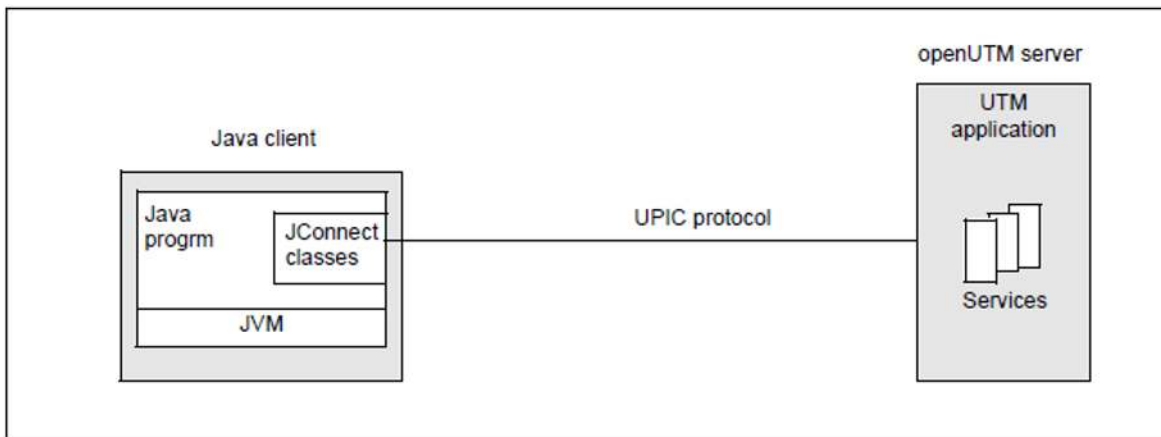 openUTM server
UTM
application
Java client
Java
progrm
JConnect
classes
UPIC protocol
Services
JVM